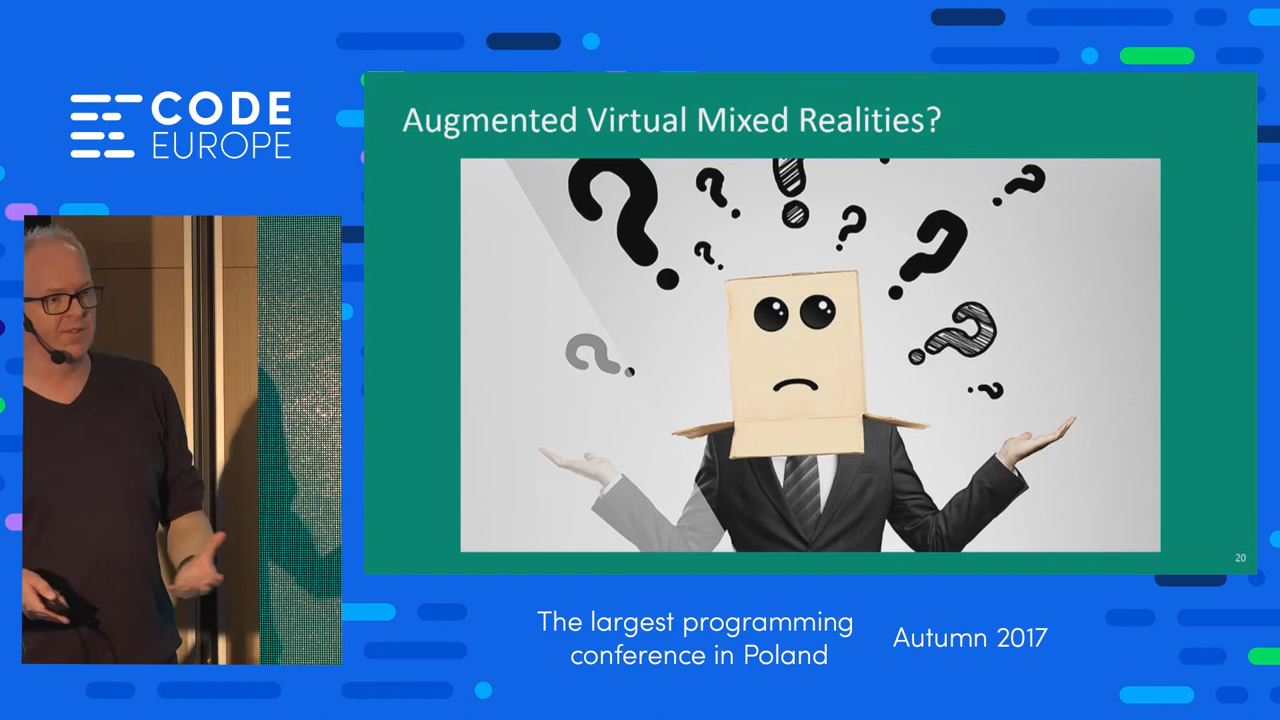 CODE
EUROPE
Augmented Virtual Mixed Realities?
20
The largest programming
conference in Poland
Autumn 2017